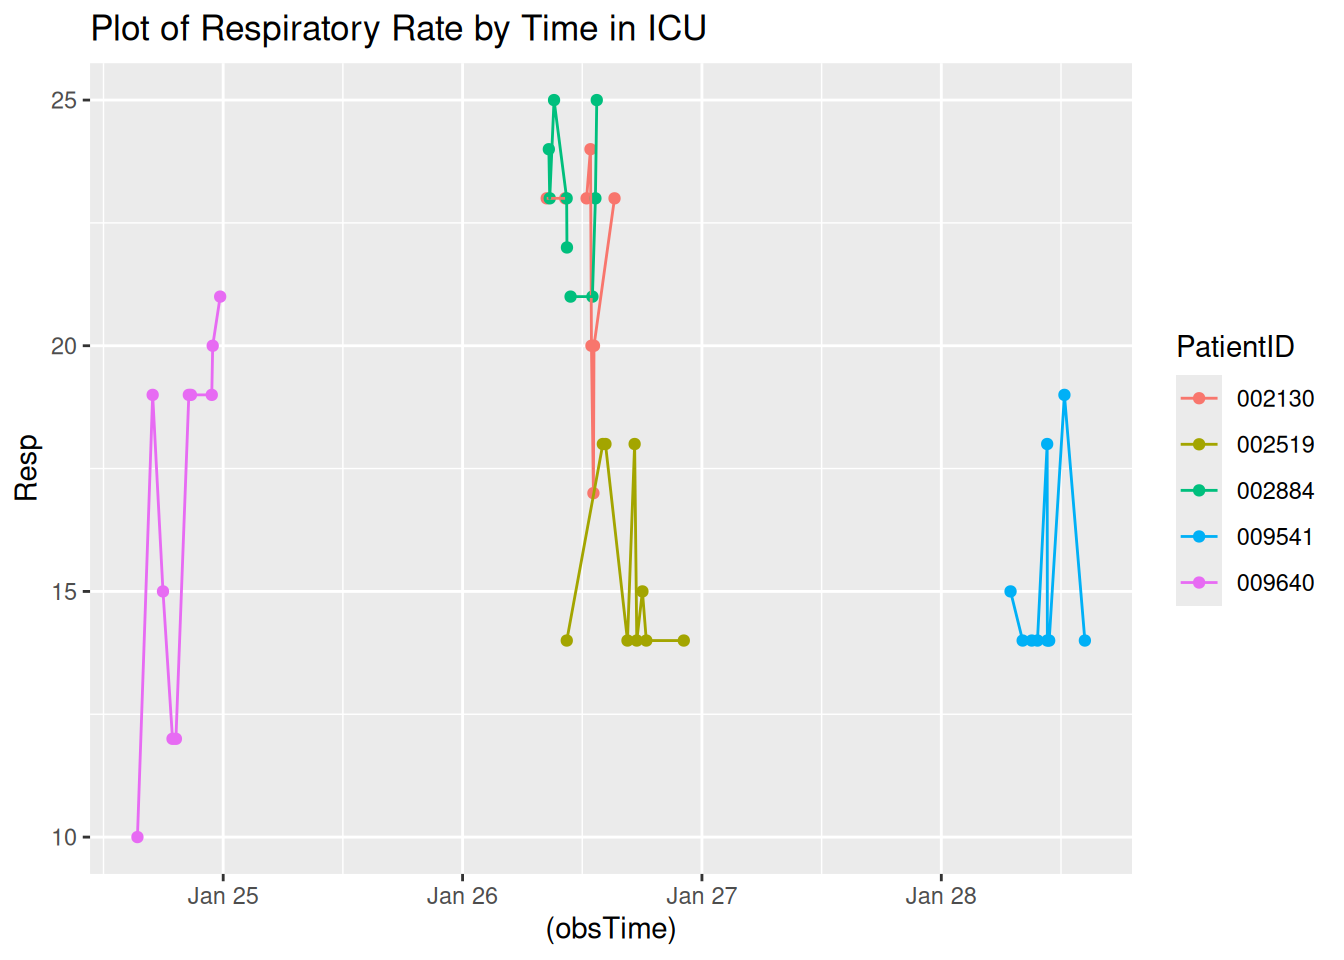 Plot of Respiratory Rate by Time in ICU
25
20
15
10
Resp
Jan 25
Jan 26
Jan 27
Jan 28
(obsTime)
PatientID
002130
002519
002884
009541
009640